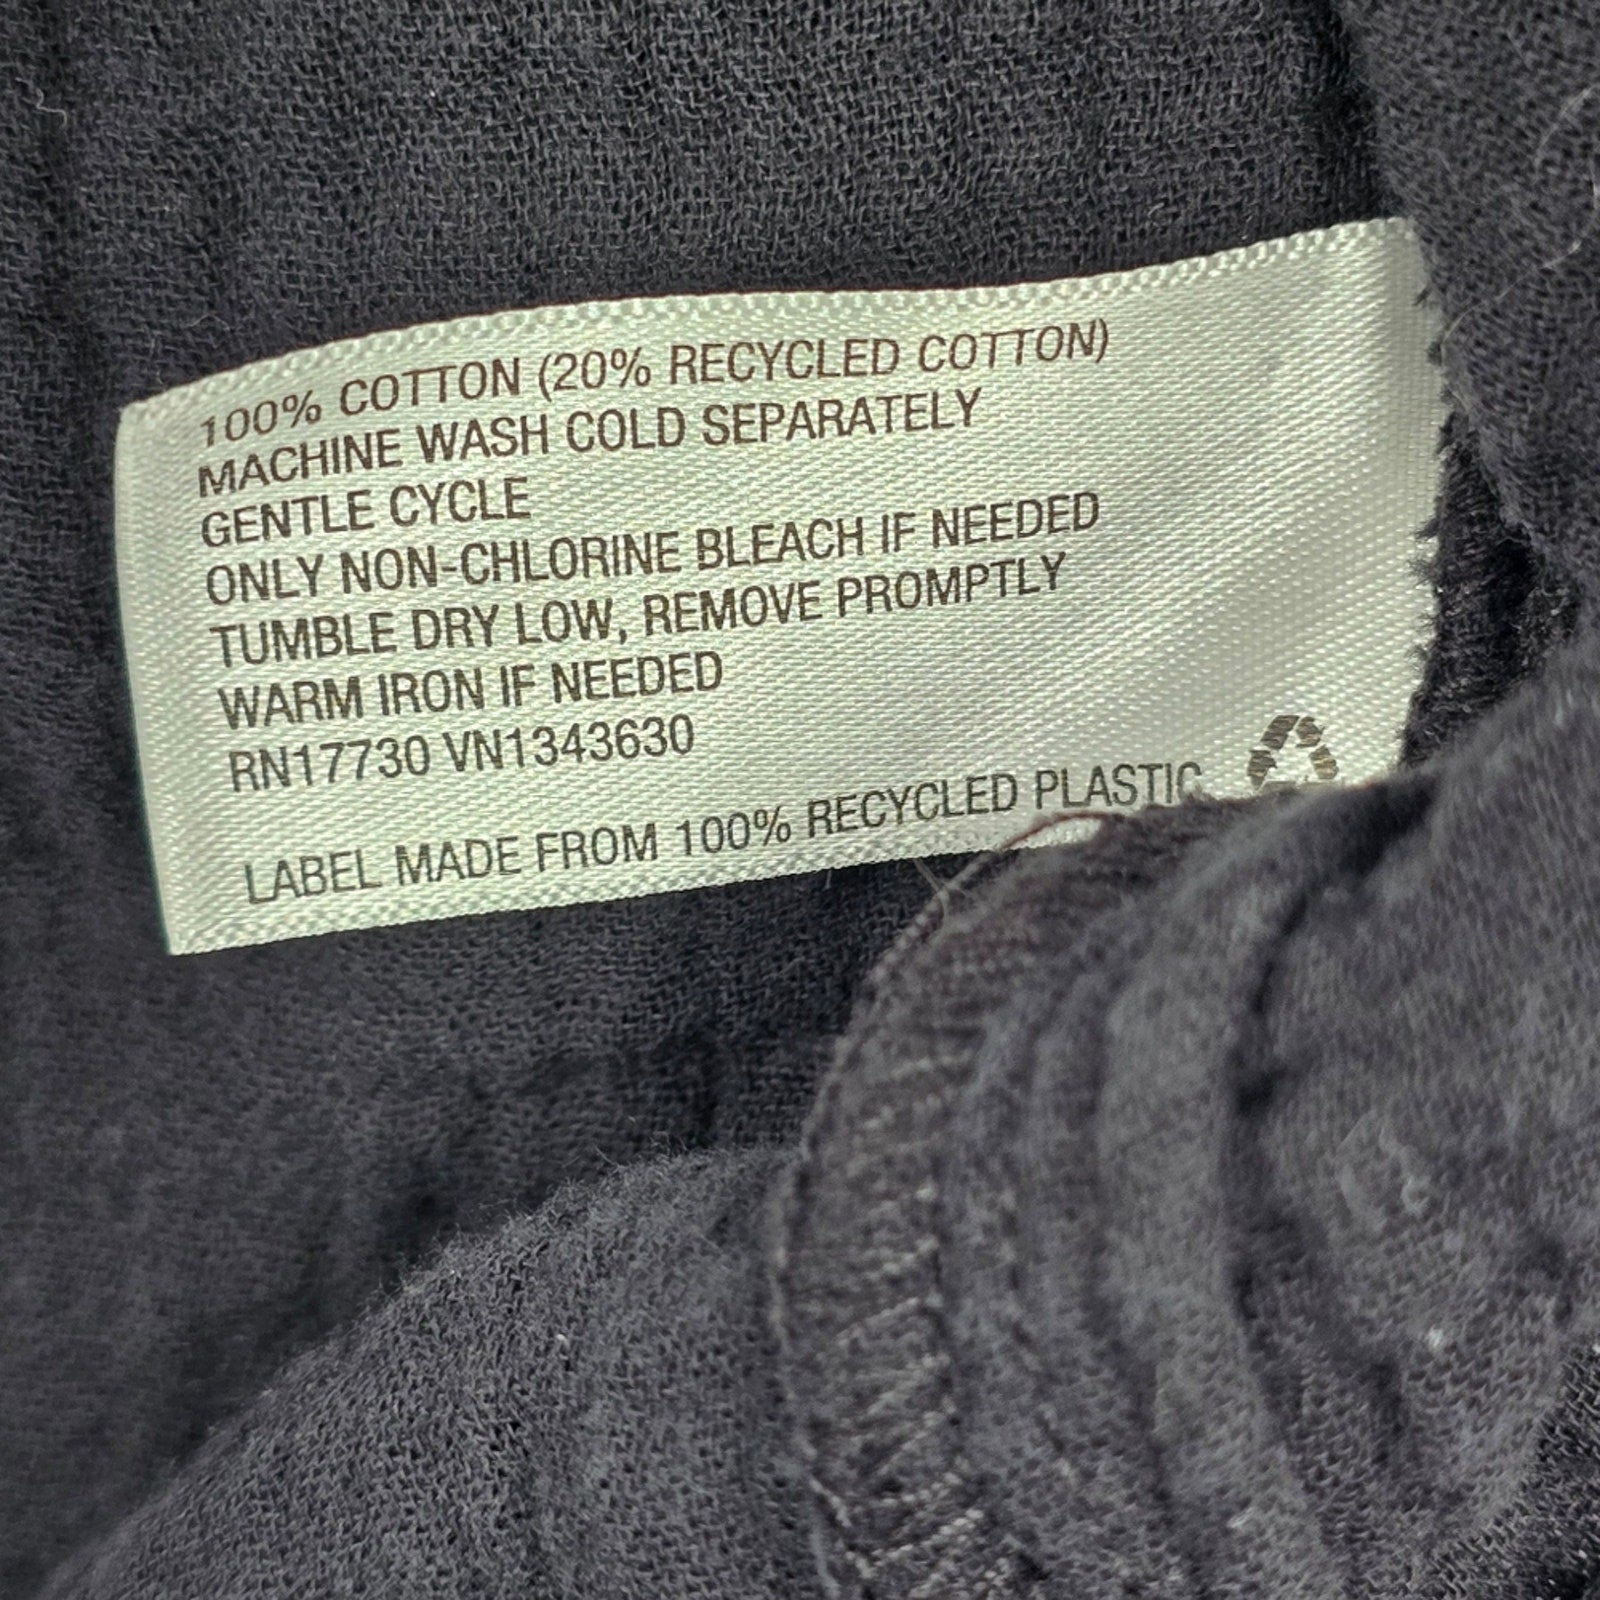 100% COTTON (20% RECYCLED COTTON)
MACHINE WASH COLD SEPARATELY
GENTLE CYCLE
ONLY NON-CHLORINE BLEACH IF NEEDED
TUMBLE DRY LOW, REMOVE PROMPTLY
WARM IRON IF NEEDED
RN17730 VN1343630
LABEL MADE FROM 100% RECYCLED PLASTIC